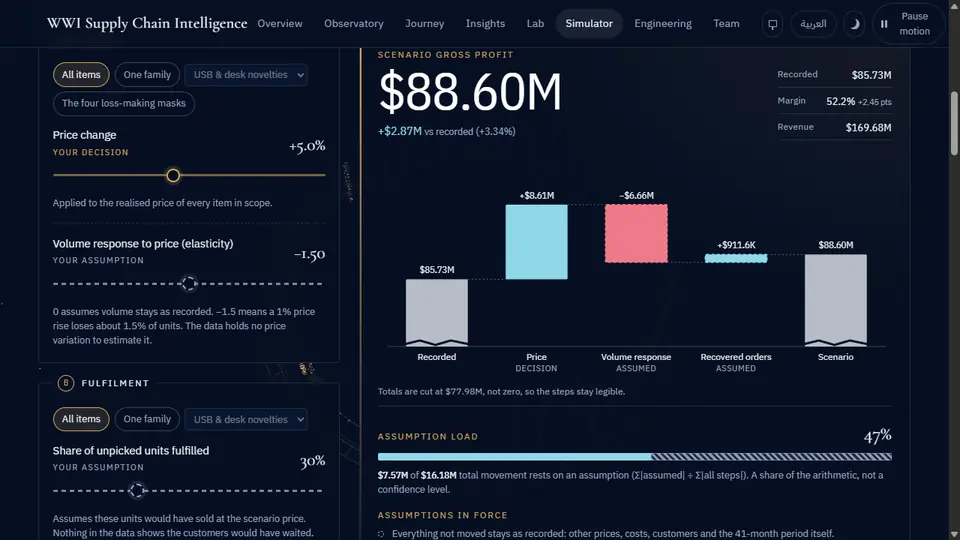 WWI Supply Chain Intelligence
Overview
Observatory
Journey
Insights
Lab
Simulator
Engineering
Team
العربية
Pause motion
All items
One family
USB & desk novelties
The four loss-making masks
Price change
YOUR DECISION
+5.0%
Applied to the realised price of every item in scope.
Volume response to price (elasticity)
YOUR ASSUMPTION
−1.50
0 assumes volume stays as recorded. −1.5 means a 1% price
rise loses about 1.5% of units. The data holds no price
variation to estimate it.
B FULFILMENT
All items
One family
USB & desk novelties
Share of unpicked units fulfilled
YOUR ASSUMPTION
30%
Assumes these units would have sold at the scenario price.
Nothing in the data shows the customers would have waited.
SCENARIO GROSS PROFIT
$88.60M
+$2.87M vs recorded (+3.34%)
Recorded $85.73M
Margin 52.2% +2.45 pts
Revenue $169.68M
$85.73M
+$8.61M
−$6.66M
+$911.6K
$88.60M
Recorded
Price
DECISION
Volume response
ASSUMED
Recovered orders
ASSUMED
Scenario
Totals are cut at $77.98M, not zero, so the steps stay legible.
ASSUMPTION LOAD
47%
$7.57M of $16.18M total movement rests on an assumption (Σ|assumed| ÷ Σ|all steps|). A share of the arithmetic, not a
confidence level.
ASSUMPTIONS IN FORCE
Everything not moved stays as recorded: other prices, costs, customers and the 41-month period itself.